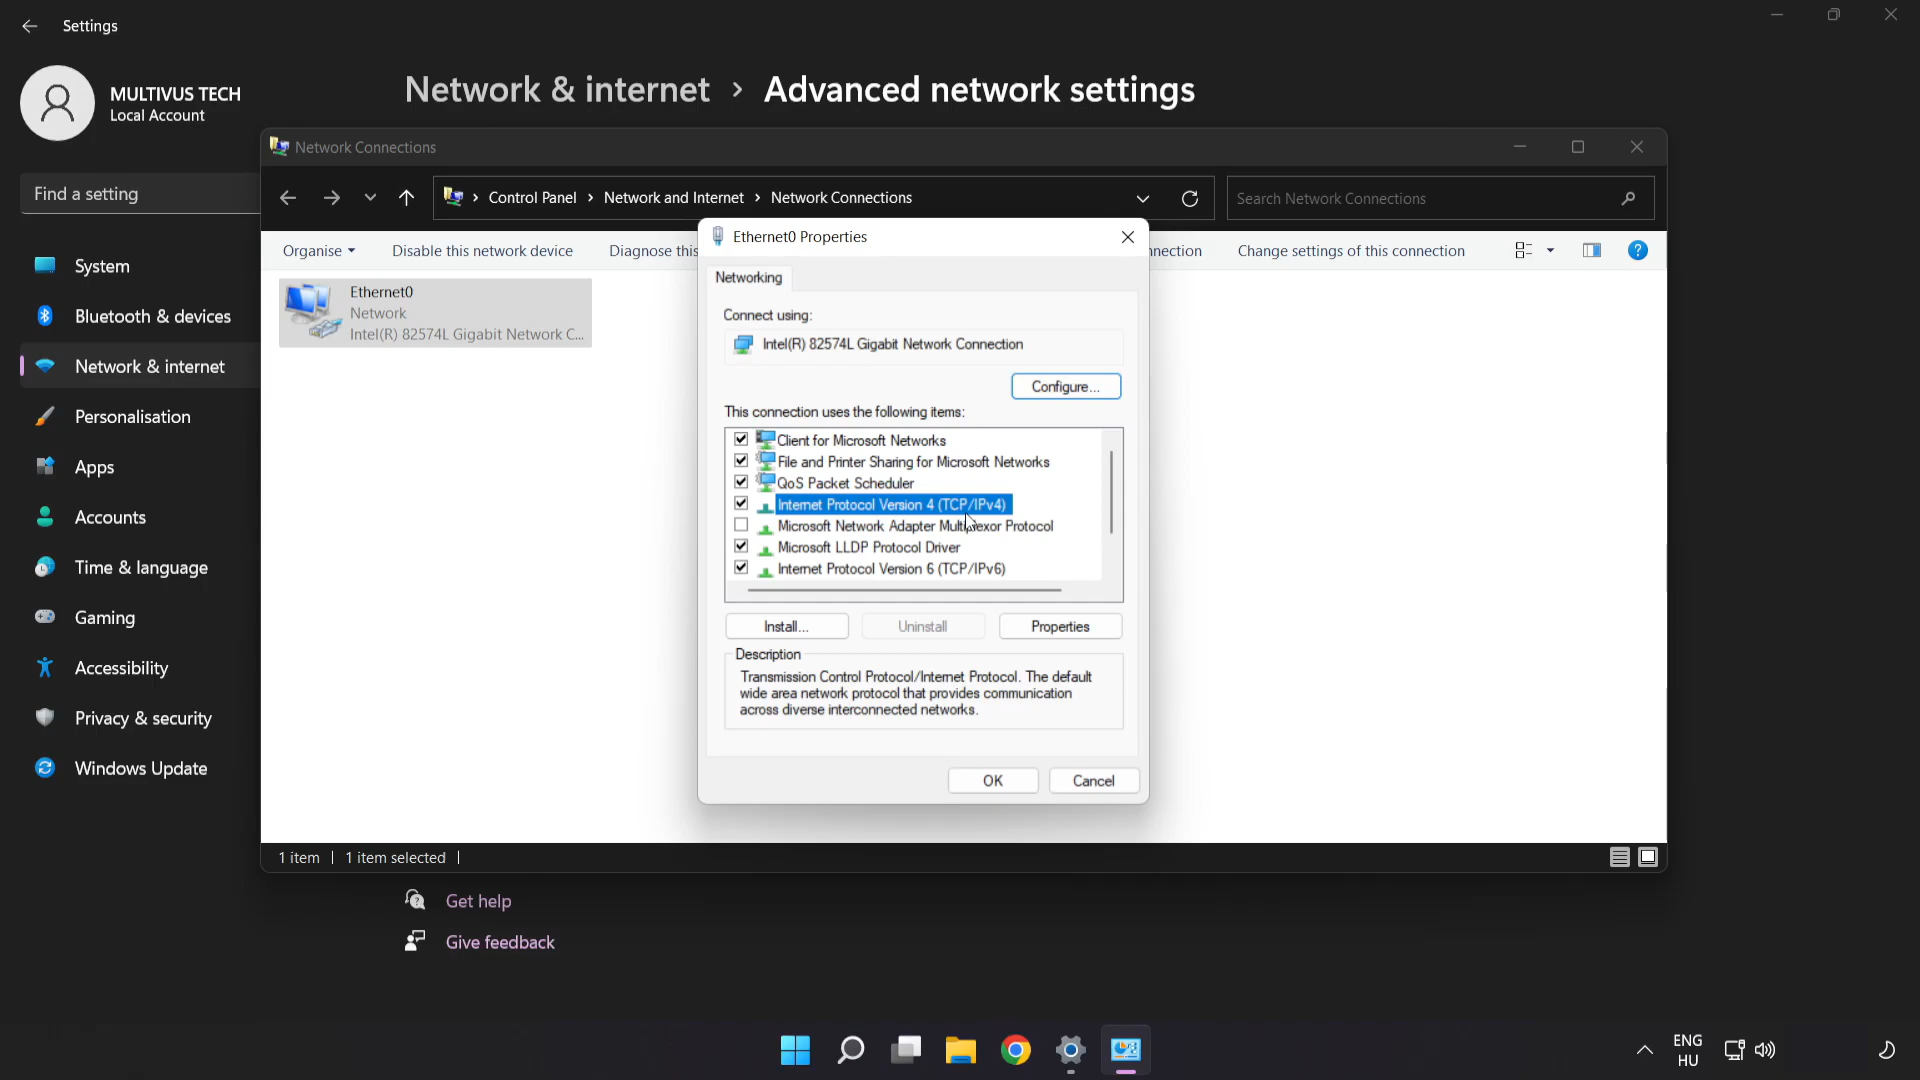 Settings
MULTIVUS TECH
Local Account
Find a setting
System
Bluetooth & devices
Network & internet
Personalisation
Apps
Accounts
Time & language
Gaming
Accessibility
Privacy & security
Windows Update
Network & internet › Advanced network settings
Network Connections
Control Panel › Network and Internet › Network Connections
Search Network Connections
Organise
Disable this network device
Diagnose this
nnection
Change settings of this connection
Ethernet0
Network
Intel(R) 82574L Gigabit Network C...
Ethernet0 Properties
Networking
Connect using:
Intel(R) 82574L Gigabit Network Connection
Configure...
This connection uses the following items:
Client for Microsoft Networks
File and Printer Sharing for Microsoft Networks
QoS Packet Scheduler
Internet Protocol Version 4 (TCP/IPv4)
Microsoft Network Adapter Multiplexor Protocol
Microsoft LLDP Protocol Driver
Internet Protocol Version 6 (TCP/IPv6)
Install...
Uninstall
Properties
Description
Transmission Control Protocol/Internet Protocol. The default
wide area network protocol that provides communication
across diverse interconnected networks.
OK
Cancel
1 item
1 item selected
Get help
Give feedback
ENG
HU